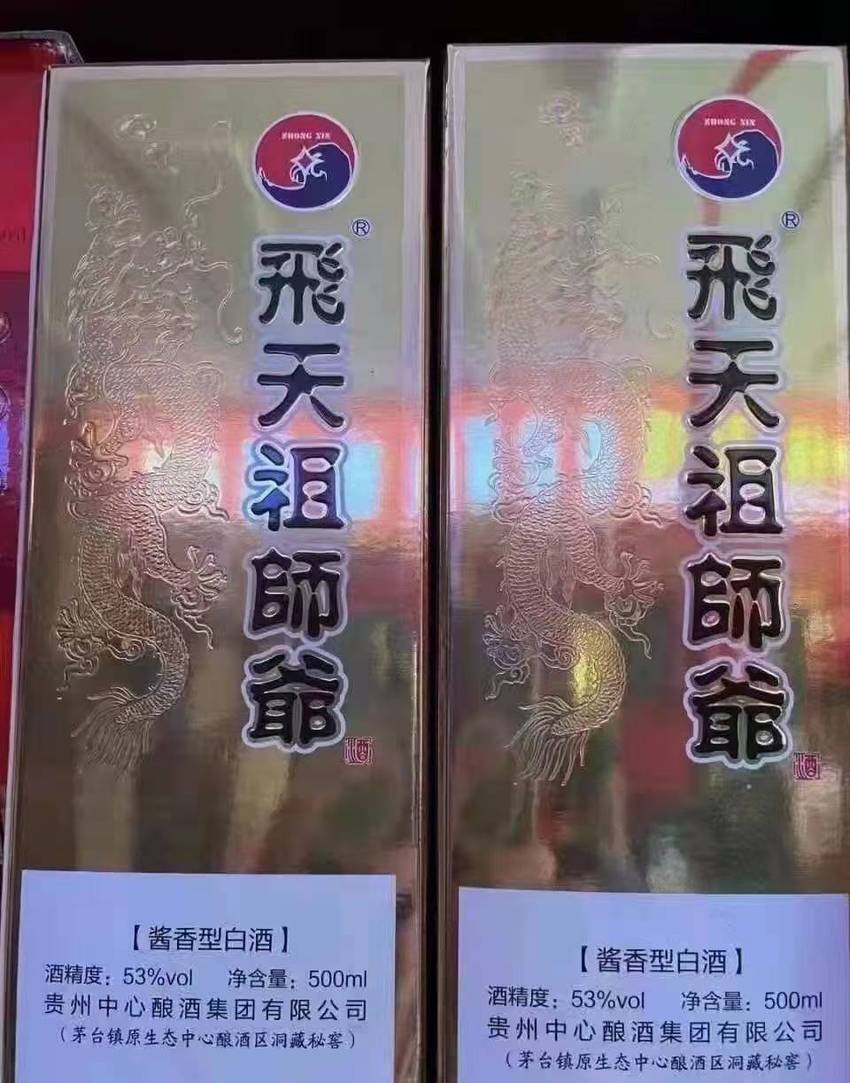 ZHONG XIN
®
飛天祖師爺
酒
【酱香型白酒】
酒精度：53%vol 净含量：500ml
贵州中心酿酒集团有限公司
（茅台镇原生态中心酿酒区洞藏秘窖）
ZHONG XIN
®
飛天祖師爺
酒
【酱香型白酒】
酒精度：53%vol 净含量：500ml
贵州中心酿酒集团有限公司
（茅台镇原生态中心酿酒区洞藏秘窖）